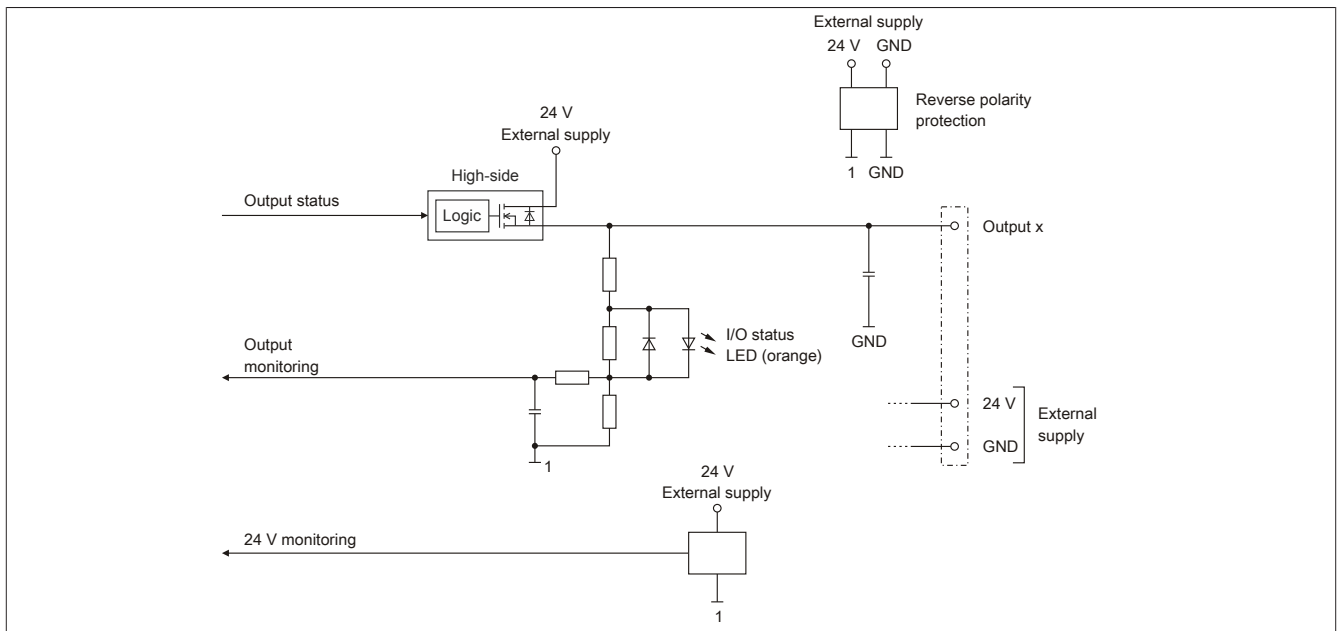 External supply
24 V GND
Reverse polarity
protection
1 GND
24 V
External supply
High-side
Output status
Logic
Output x
I/O status
LED (orange)
GND
Output
monitoring
24 V
External
supply
GND
1
24 V
External supply
24 V monitoring
1